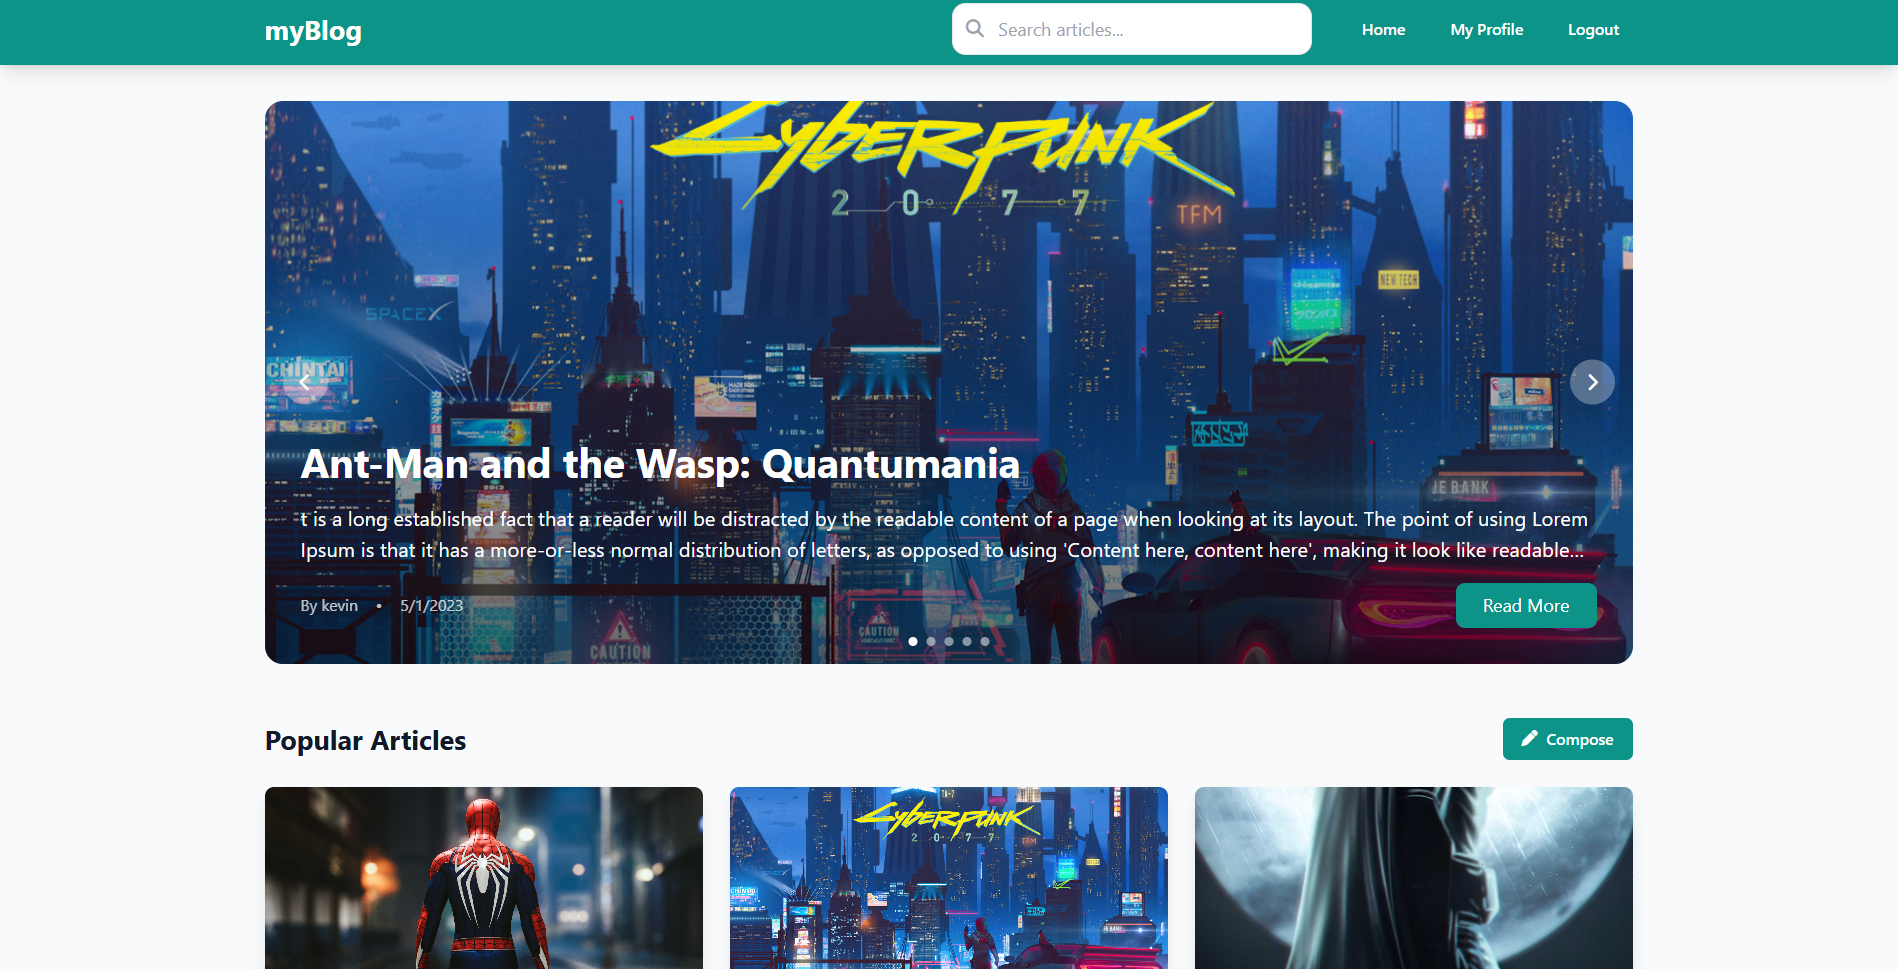 myBlog
Search articles...
Home
My Profile
Logout
Cyberpunk
2077
TFM
NEW TECH
SPACEX
CHINTAI
Ant-Man and the Wasp: Quantumania
IE BANK
t is a long established fact that a reader will be distracted by the readable content of a page when looking at its layout. The point of using Lorem
Ipsum is that it has a more-or-less normal distribution of letters, as opposed to using 'Content here, content here', making it look like readable...
By kevin • 5/1/2023
Read More
CAUTION
CAUTION
Popular Articles
Compose
Cyberpunk
2077
TFM
CHINTAI